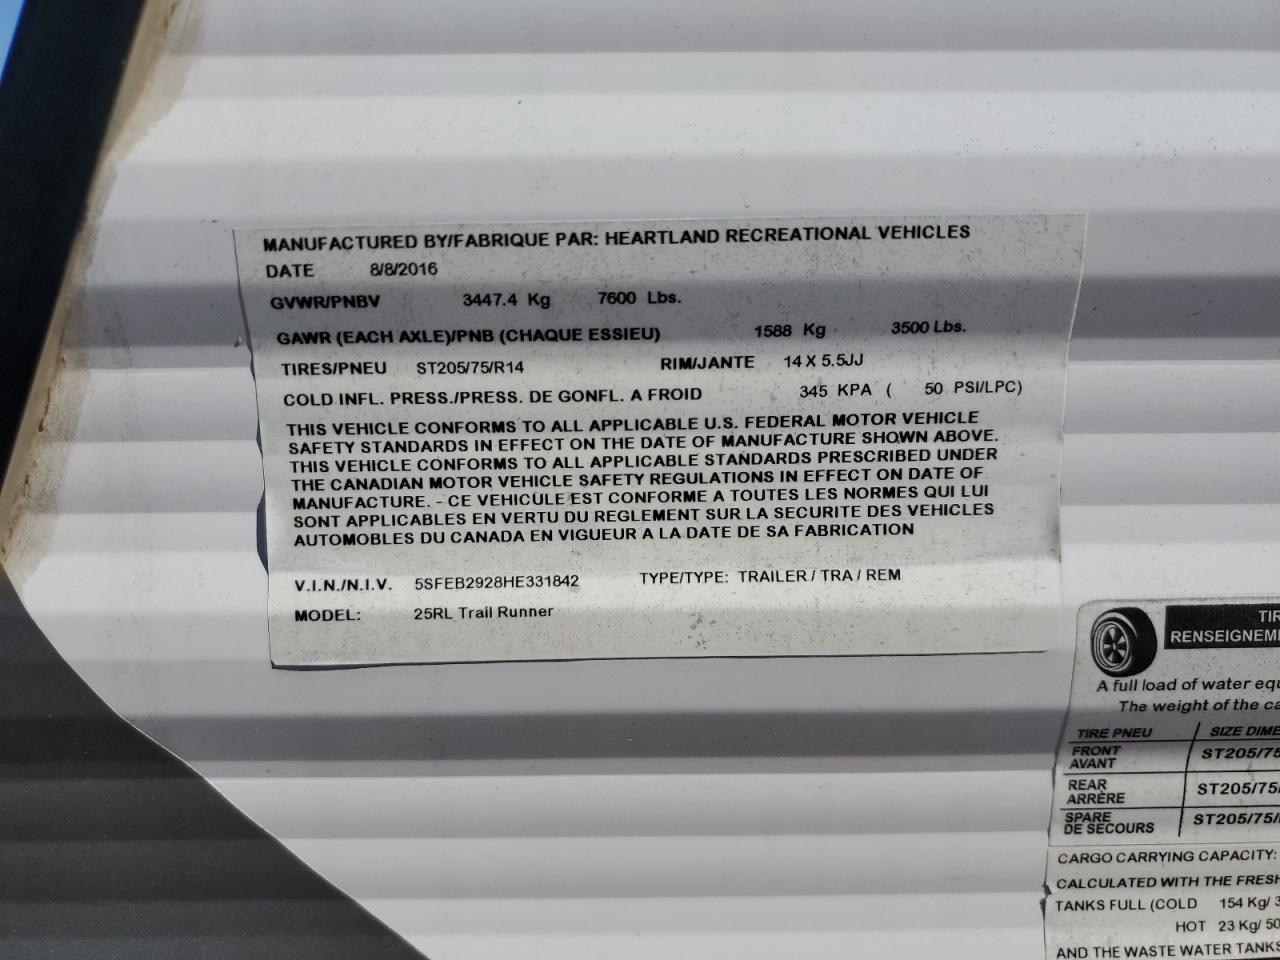 MANUFACTURED BY/FABRIQUE PAR: HEARTLAND RECREATIONAL VEHICLES
DATE 8/8/2016
GVWR/PNBV 3447.4 Kg 7600 Lbs.
GAWR (EACH AXLE)/PNB (CHAQUE ESSIEU) 1588 Kg 3500 Lbs.
TIRES/PNEU ST205/75/R14 RIM/JANTE 14 X 5.5JJ
COLD INFL. PRESS./PRESS. DE GONFL. A FROID 345 KPA ( 50 PSI/LPC)
THIS VEHICLE CONFORMS TO ALL APPLICABLE U.S. FEDERAL MOTOR VEHICLE
SAFETY STANDARDS IN EFFECT ON THE DATE OF MANUFACTURE SHOWN ABOVE.
THIS VEHICLE CONFORMS TO ALL APPLICABLE STANDARDS PRESCRIBED UNDER
THE CANADIAN MOTOR VEHICLE SAFETY REGULATIONS IN EFFECT ON DATE OF
MANUFACTURE. - CE VEHICULE EST CONFORME A TOUTES LES NORMES QUI LUI
SONT APPLICABLES EN VERTU DU REGLEMENT SUR LA SECURITE DES VEHICLES
AUTOMOBLES DU CANADA EN VIGUEUR A LA DATE DE SA FABRICATION
V.I.N./N.I.V. 5SFEB2928HE331842 TYPE/TYPE: TRAILER / TRA / REM
MODEL: 25RL Trail Runner
TIR
RENSEIGNEME
A full load of water equ
The weight of the ca
TIRE PNEU SIZE DIME
FRONT
AVANT ST205/75
REAR
ARRÈRE ST205/75/
SPARE
DE SECOURS ST205/75/
CARGO CARRYING CAPACITY:
CALCULATED WITH THE FRESH
TANKS FULL (COLD 154 Kg/ 3
HOT 23 Kg/ 50
AND THE WASTE WATER TANKS